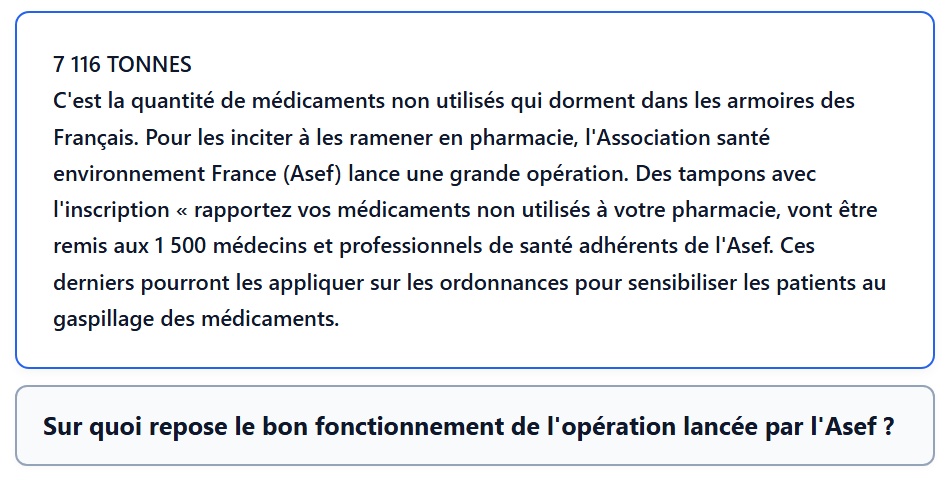 7 116 TONNES
C'est la quantité de médicaments non utilisés qui dorment dans les armoires des
Français. Pour les inciter à les ramener en pharmacie, l'Association santé
environnement France (Asef) lance une grande opération. Des tampons avec
l'inscription « rapportez vos médicaments non utilisés à votre pharmacie, vont être
remis aux 1 500 médecins et professionnels de santé adhérents de l'Asef. Ces
derniers pourront les appliquer sur les ordonnances pour sensibiliser les patients au
gaspillage des médicaments.
Sur quoi repose le bon fonctionnement de l'opération lancée par l'Asef ?